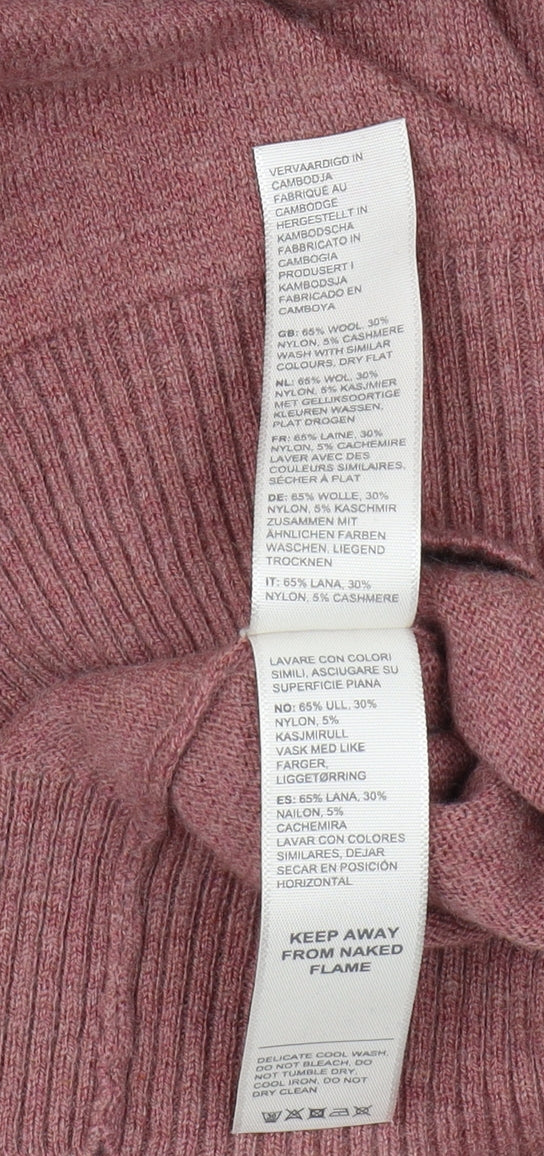 VERVAARDIGD IN
CAMBODJA
FABRIQUÉ AU
CAMBODGE
HERGESTELLT IN
KAMBODSCHA
FABBRICATO IN
CAMBOGIA
PRODUSERT I
KAMBODSJA
FABRICADO EN
CAMBOYA
GB: 65% WOOL, 30%
NYLON, 5% CASHMERE
WASH WITH SIMILAR
COLOURS, DRY FLAT
NL: 65% WOL, 30%
NYLON, 5% KASJMIER
MET GELIJKSOORTIGE
KLEUREN WASSEN,
PLAT DROGEN
FR: 65% LAINE, 30%
NYLON, 5% CACHEMIRE
LAVER AVEC DES
COULEURS SIMILAIRES,
SÉCHER À PLAT
DE: 65% WOLLE, 30%
NYLON, 5% KASCHMIR
ZUSAMMEN MIT
ÄHNLICHEN FARBEN
WASCHEN, LIEGEND
TROCKNEN
IT: 65% LANA, 30%
NYLON, 5% CASHMERE
LAVARE CON COLORI
SIMILI, ASCIUGARE SU
SUPERFICIE PIANA
NO: 65% ULL, 30%
NYLON, 5%
KASJMIRULL
VASK MED LIKE
FARGER,
LIGGETØRRING
ES: 65% LANA, 30%
NAILON, 5%
CACHEMIRA
LAVAR CON COLORES
SIMILARES, DEJAR
SECAR EN POSICIÓN
HORIZONTAL
KEEP AWAY
FROM NAKED
FLAME
DELICATE COOL WASH,
DO NOT BLEACH, DO
NOT TUMBLE DRY,
COOL IRON, DO NOT
DRY CLEAN